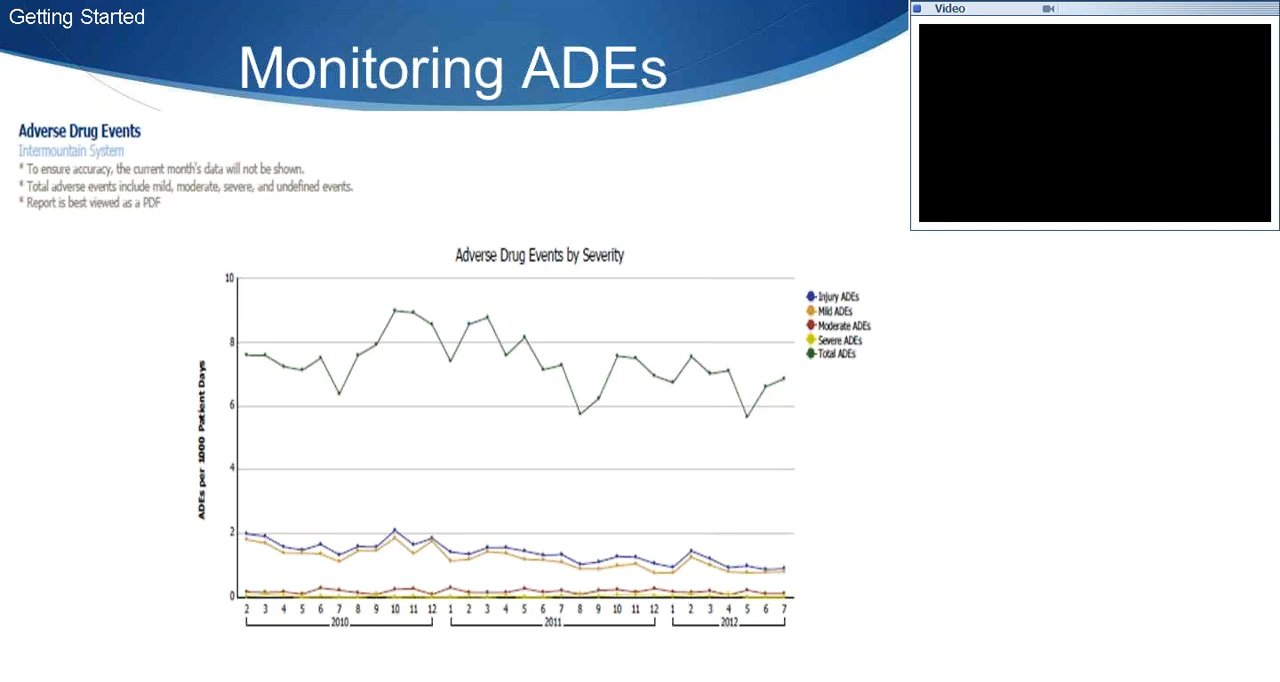 Getting Started
Monitoring ADEs
Video
Adverse Drug Events
Intermountain System
* To ensure accuracy, the current month's data will not be shown.
* Total adverse events include mild, moderate, severe, and undefined events.
* Report is best viewed as a PDF
Adverse Drug Events by Severity
10
8
6
4
2
0
ADEs per 1000 Patient Days
Injury ADEs
Mild ADEs
Moderate ADEs
Severe ADEs
Total ADEs
2 3 4 5 6 7 8 9 10 11 12 1 2 3 4 5 6 7 8 9 10 11 12 1 2 3 4 5 6 7
2010 2011 2012